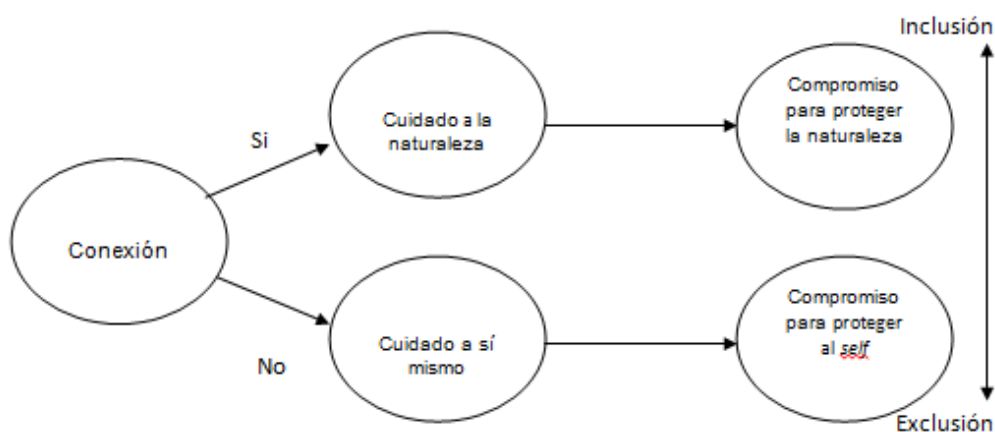 Inclusión
Compromiso
para proteger
la naturaleza
Cuidado a la
naturaleza
Si
Conexión
No
Cuidado a sí
mismo
Compromiso
para proteger
al self
Exclusión